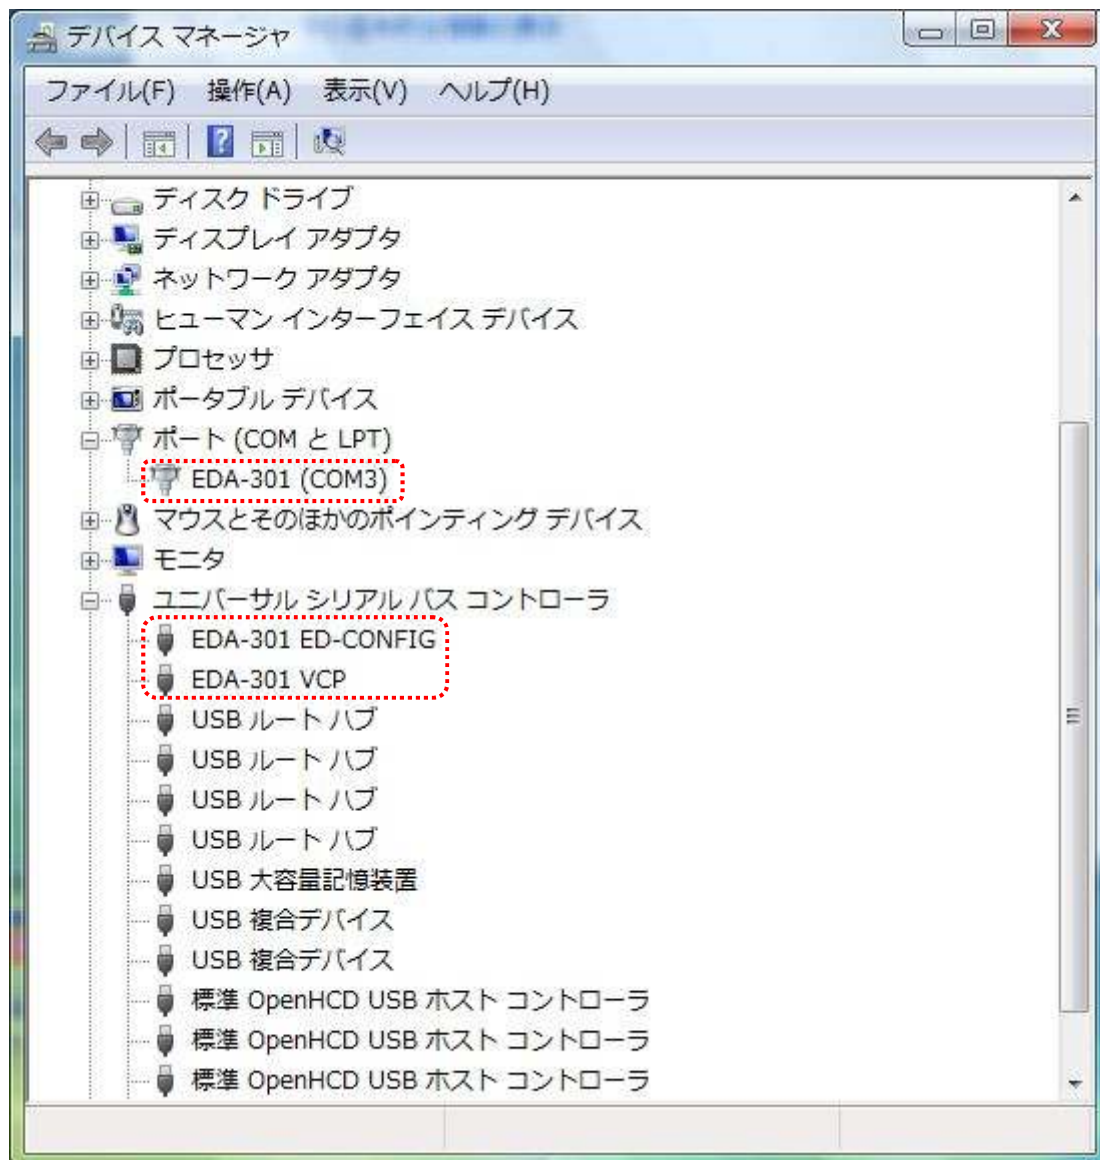 デバイス マネージャ
ファイル(F) 操作(A) 表示(V) ヘルプ(H)
ディスク ドライブ
ディスプレイ アダプタ
ネットワーク アダプタ
ヒューマン インターフェイス デバイス
プロセッサ
ポータブル デバイス
ポート (COM と LPT)
EDA-301 (COM3)
マウスとそのほかのポインティング デバイス
モニタ
ユニバーサル シリアル バス コントローラ
EDA-301 ED-CONFIG
EDA-301 VCP
USB ルート ハブ
USB ルート ハブ
USB ルート ハブ
USB ルート ハブ
USB 大容量記憶装置
USB 複合デバイス
USB 複合デバイス
標準 OpenHCD USB ホスト コントローラ
標準 OpenHCD USB ホスト コントローラ
標準 OpenHCD USB ホスト コントローラ